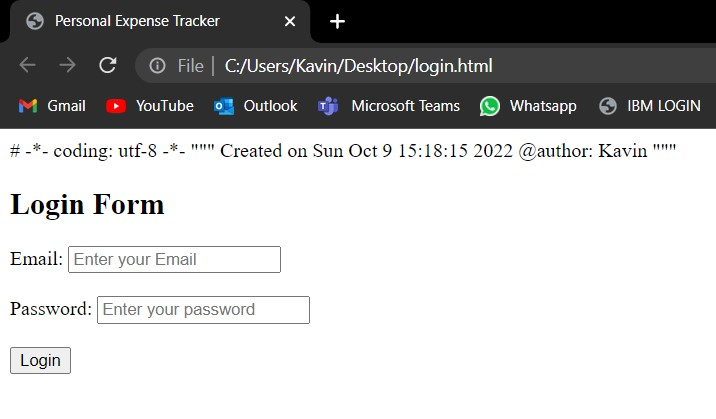 Personal Expense Tracker
File | C:/Users/Kavin/Desktop/login.html
Gmail YouTube Outlook Microsoft Teams Whatsapp IBM LOGIN
# -*- coding: utf-8 -*- """ Created on Sun Oct 9 15:18:15 2022 @author: Kavin """
Login Form
Email: Enter your Email
Password: Enter your password
Login